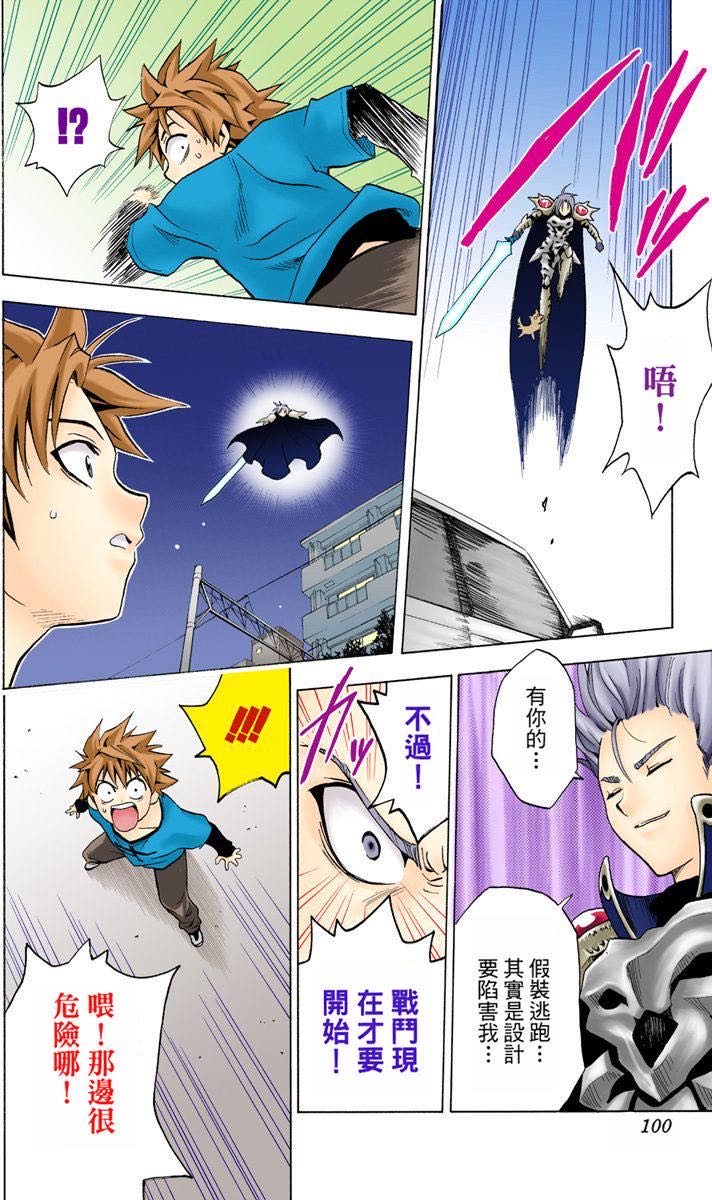 唔！
!?
有你的…
假裝逃跑…
其實是設計
要陷害我…
不過！
戰鬥現
在才要
開始！
!!!
喂！那邊很
危險哪！
100